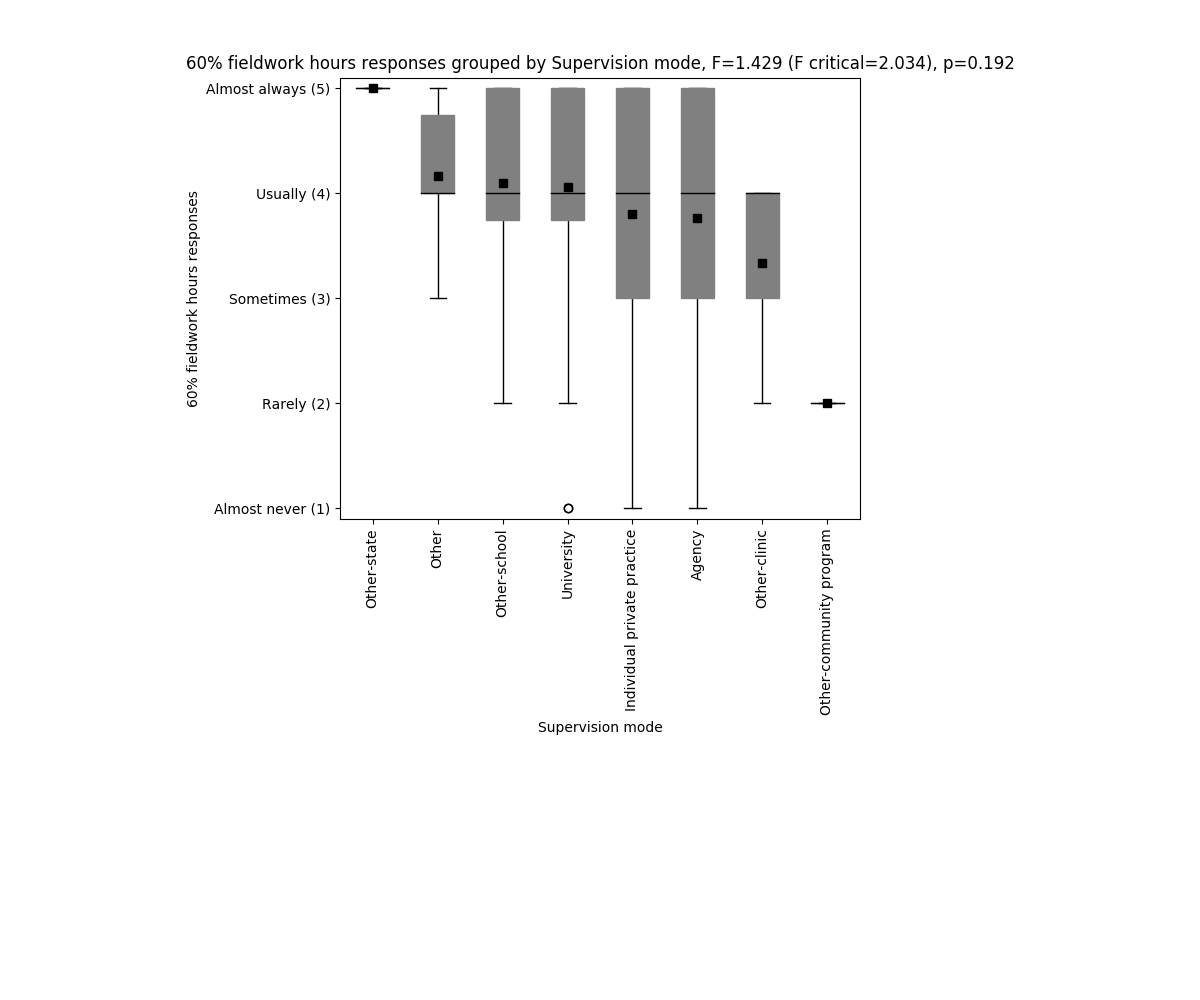 60% fieldwork hours responses grouped by Supervision mode, F=1.429 (F critical=2.034), p=0.192
60% fieldwork hours responses
Almost always (5)
Usually (4)
Sometimes (3)
Rarely (2)
Almost never (1)
Other-state
Other
Other-school
University
Individual private practice
Agency
Other-clinic
Other-community program
Supervision mode